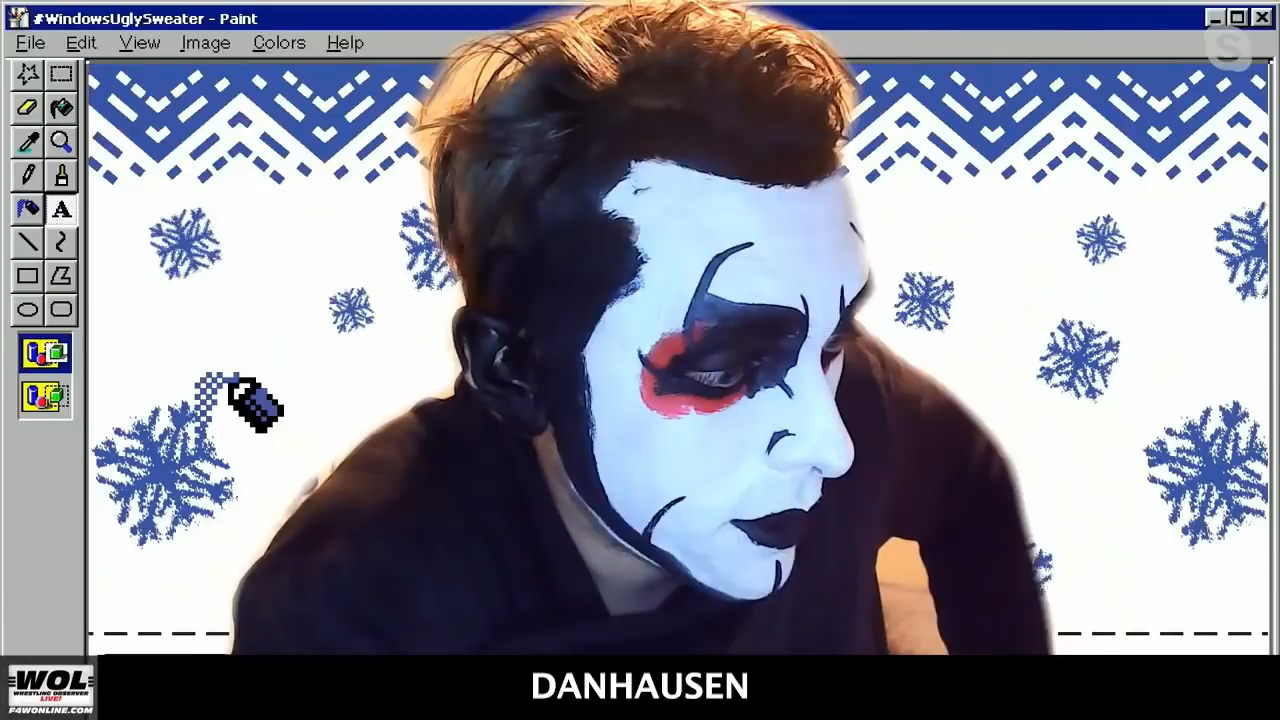 #WindowsUglySweater - Paint
File Edit View Image Colors Help
S
A
WOL
WRESTLING OBSERVER
LIVE!
F4WONLINE.COM
DANHAUSEN